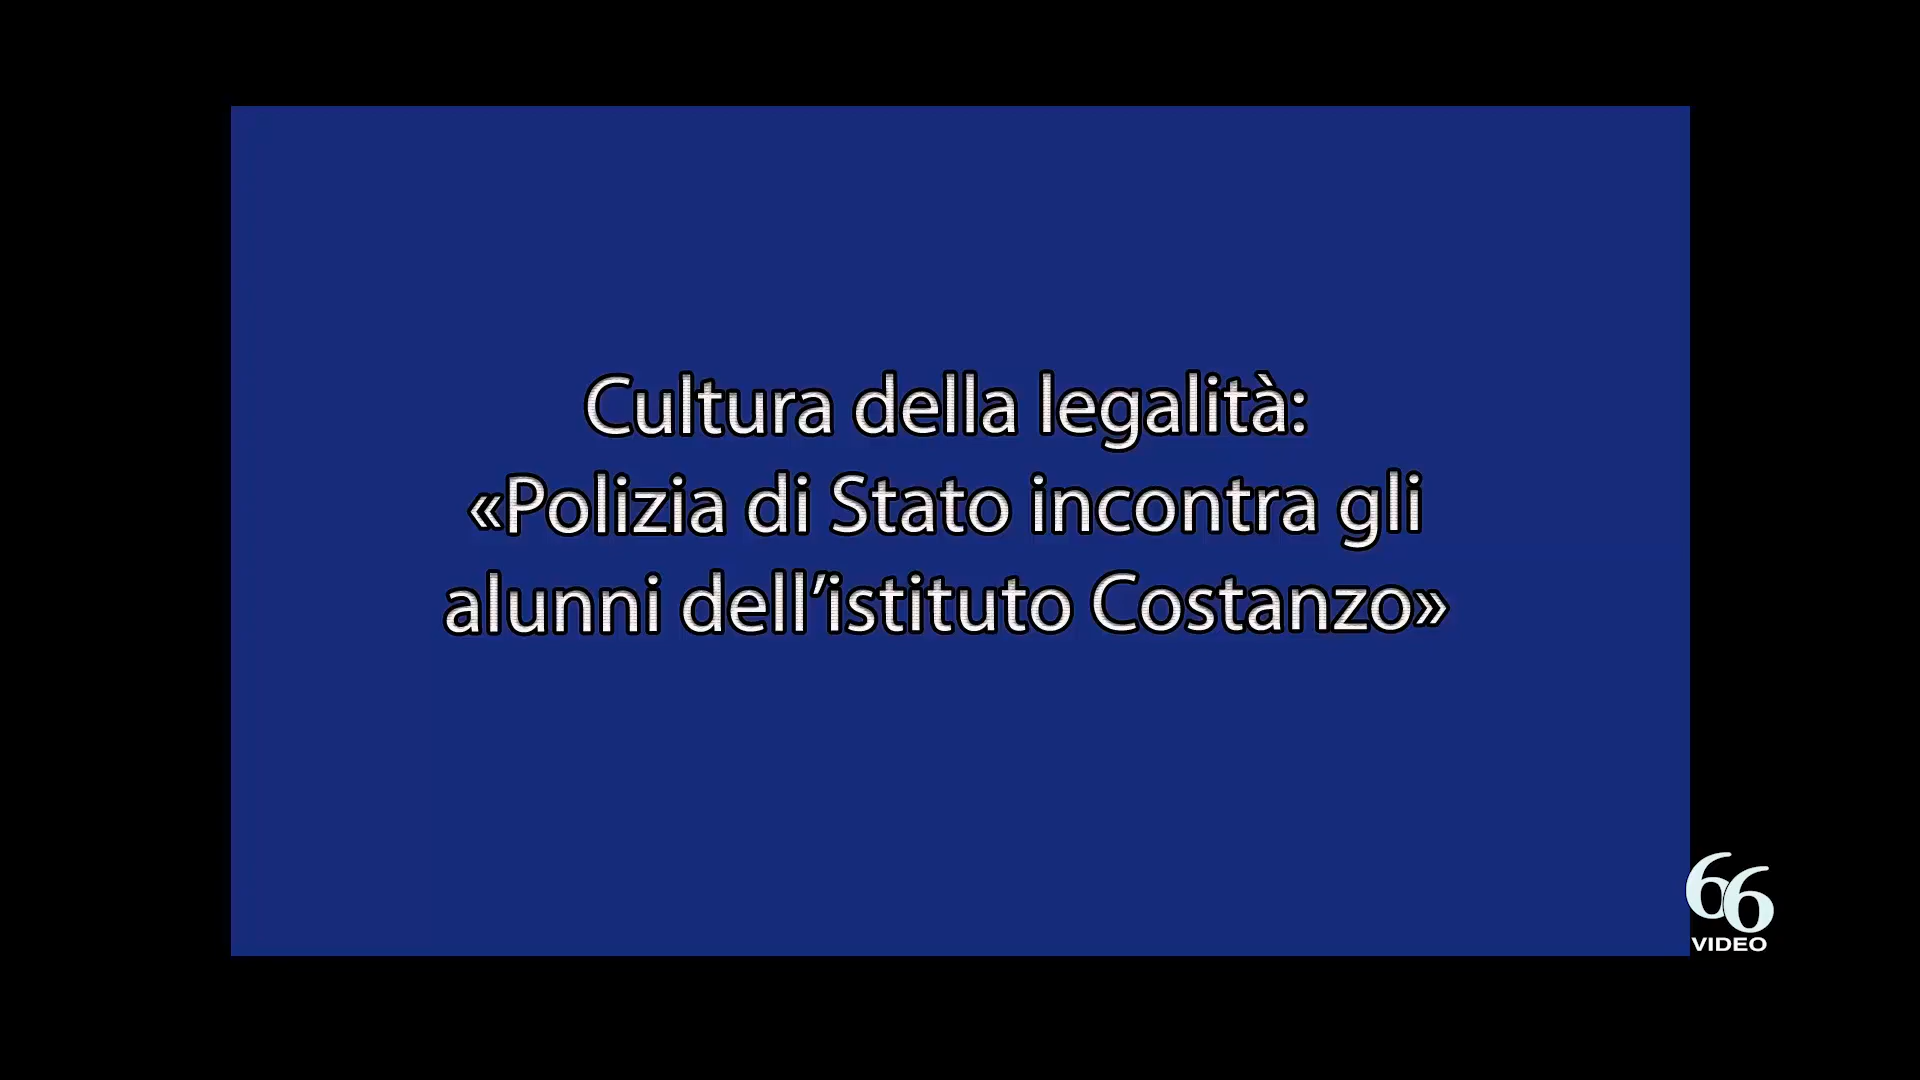 Cultura della legalità:
«Polizia di Stato incontra gli
alunni dell’istituto Costanzo»
66
VIDEO